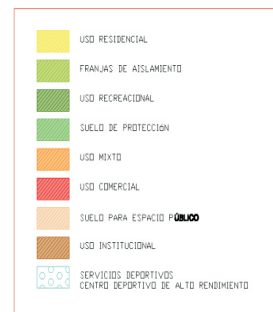 USO RESIDENCIAL
FRANJAS DE AISLAMIENTO
USO RECREACIONAL
SUELO DE PROTECCIÓN
USO MIXTO
USO COMERCIAL
SUELO PARA ESPACIO PÚBLICO
USO INSTITUCIONAL
SERVICIOS DEPORTIVOS
CENTRO DEPORTIVO DE ALTO RENDIMIENTO